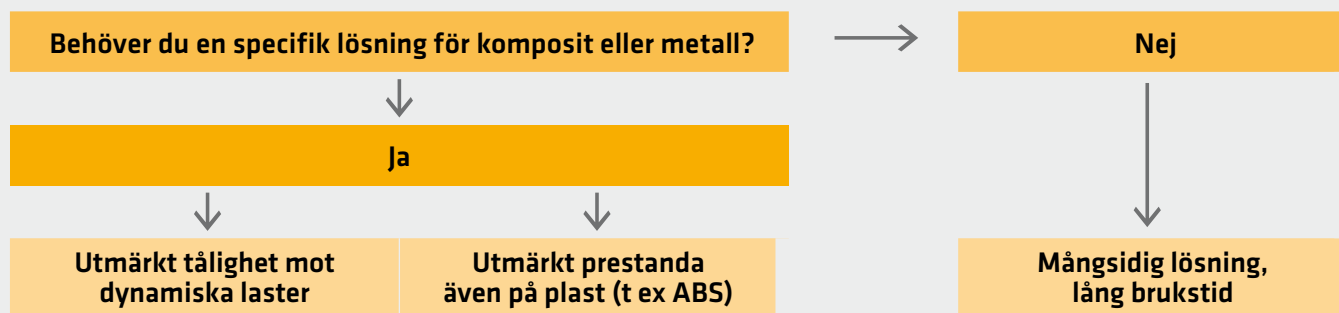 Behöver du en specifik lösning för komposit eller metall?
Nej
Ja
Utmärkt tålighet mot
dynamiska laster
Utmärkt prestanda
även på plast (t ex ABS)
Mångsidig lösning,
lång brukstid